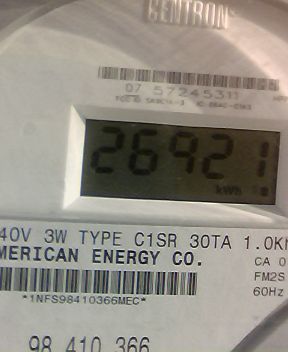 CENTRON
07 57245311
26921
kWh
40V 3W TYPE C1SR 30TA 1.0K
MERICAN ENERGY CO.
CA 0
FM2S
60Hz
*1NFS98410366MEC*
98 410 366